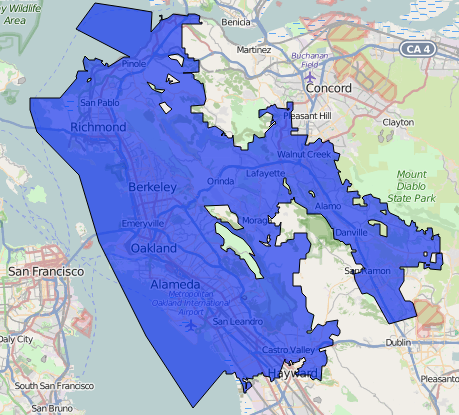 y Wildlife
Area
Benicia
Martinez
CA 4
Pinole
Buchanan
Field
Concord
San Pablo
Pleasant Hill
Richmond
Clayton
Walnut Creek
Lafayette
Mount
Diablo
State Park
Orinda
Berkeley
Alamo
Moraga
Emeryville
Danville
Oakland
San Francisco
San Ramon
Alameda
Metropolitan
Oakland International
Airport
San Leandro
Daly City
Dublin
Castro Valley
Hayward
Pleasanto
South San Francisco
San Bruno